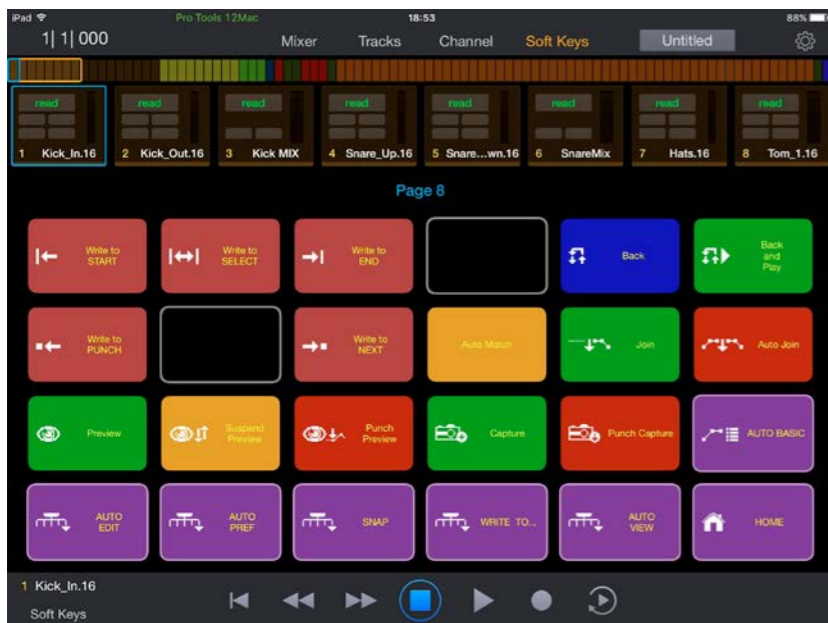 iPad Pro Tools 12Mac 18:53 88%
1| 1| 000 Mixer Tracks Channel Soft Keys Untitled
read read read read read read read read
1 Kick_In.16 2 Kick_Out.16 3 Kick MIX 4 Snare_Up.16 5 Snare...wn.16 6 SnareMix 7 Hats.16 8 Tom_1.16
Page 8
Write to START
Write to SELECT
Write to END
Back
Back and Play
Write to PUNCH
Write to NEXT
Auto Match
Join
Auto Join
Preview
Suspend Preview
Punch Preview
Capture
Punch Capture
AUTO BASIC
AUTO EDIT
AUTO PREF
SNAP
WRITE TO...
AUTO VIEW
HOME
1 Kick_In.16
Soft Keys